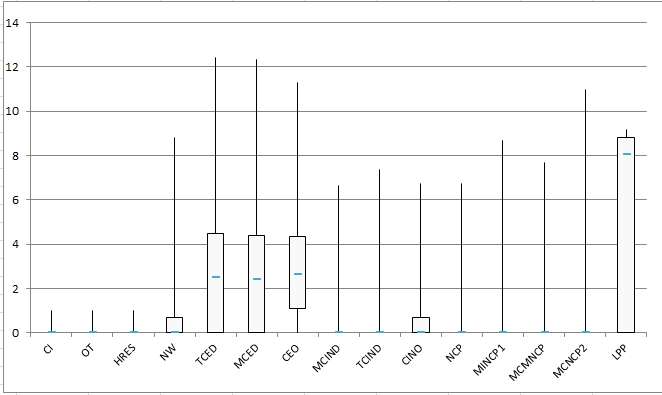 14
12
10
8
6
4
2
0
CI
OT
HRES
NW
TCED
MCED
CEO
MCIND
TCIND
CINO
NCP
MINCP1
MCMNCP
MCNCP2
LPP